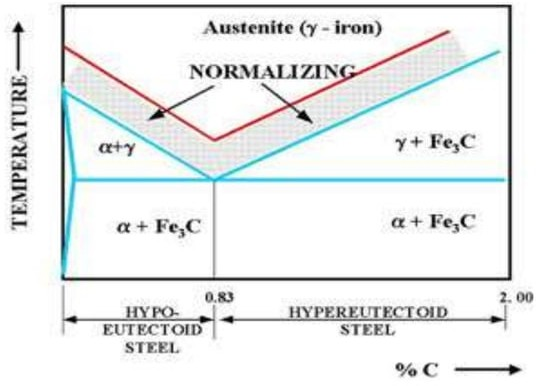 Austenite (γ - iron)
NORMALIZING
TEMPERATURE
α+γ
γ + Fe₃C
α + Fe₃C
α + Fe₃C
0.83
2. 00
HYPO-
EUTECTOID
STEEL
HYPEREUTECTOID
STEEL
% C